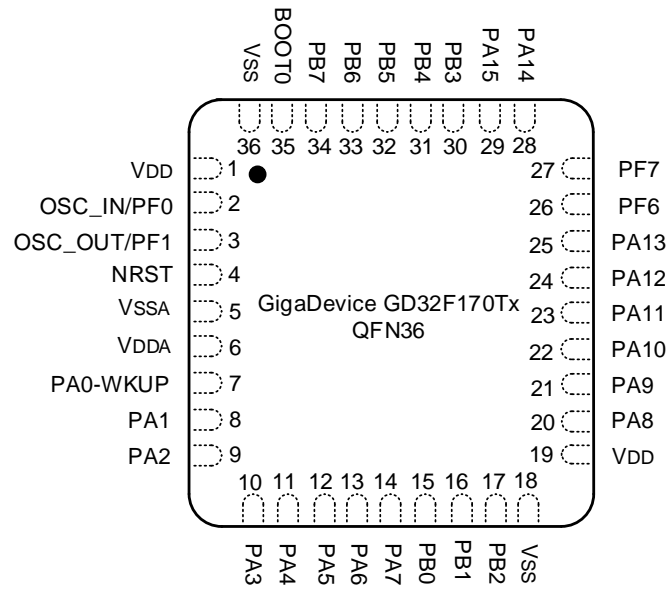 VSS BOOT0 PB7 PB6 PB5 PB4 PB3 PA15 PA14
36 35 34 33 32 31 30 29 28
VDD 1
OSC_IN/PF0 2
OSC_OUT/PF1 3
NRST 4
VSSA 5
VDDA 6
PA0-WKUP 7
PA1 8
PA2 9
GigaDevice GD32F170Tx
QFN36
27 PF7
26 PF6
25 PA13
24 PA12
23 PA11
22 PA10
21 PA9
20 PA8
19 VDD
10 11 12 13 14 15 16 17 18
PA3 PA4 PA5 PA6 PA7 PB0 PB1 PB2 VSS